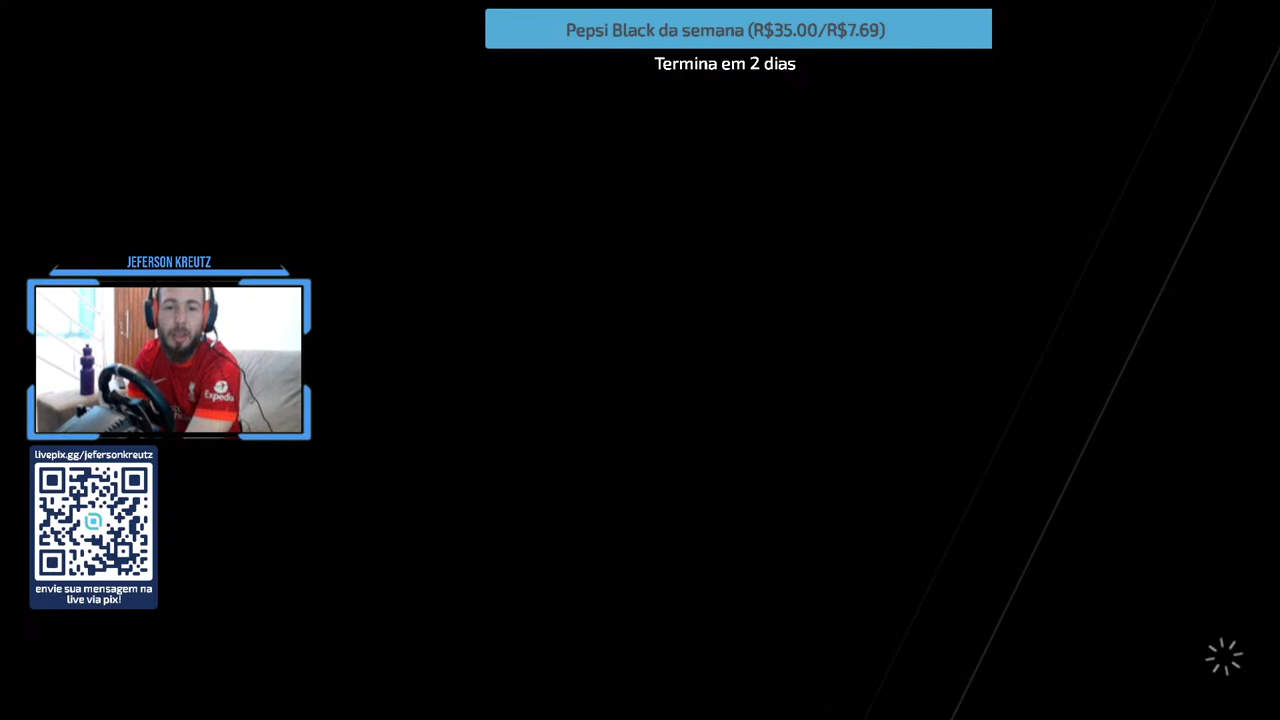 Pepsi Black da semana (R$35.00/R$7.69)
Termina em 2 dias
JEFERSON KREUTZ
Expedia
livepix.gg/jefersonkreutz
envie sua mensagem na
live via pix!